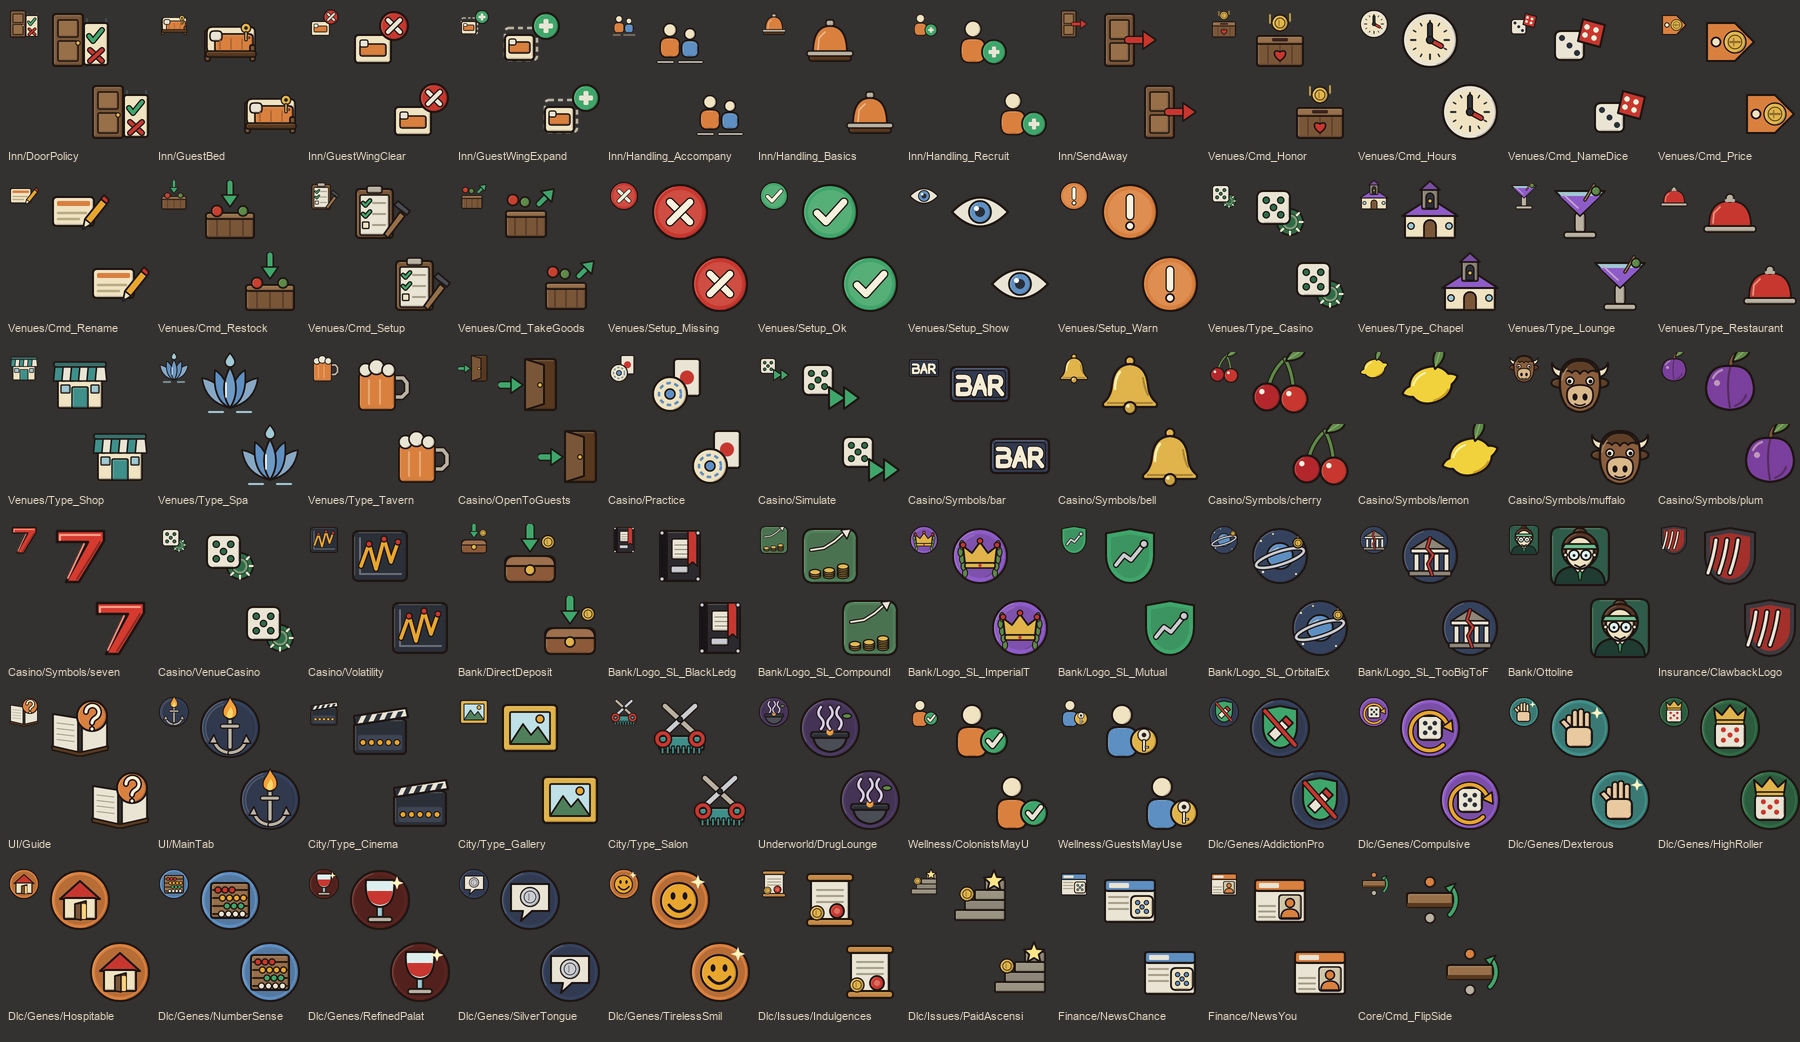 Inn/DoorPolicy Inn/GuestBed Inn/GuestWingClear Inn/GuestWingExpand Inn/Handling_Accompany Inn/Handling_Basics Inn/Handling_Recruit Inn/SendAway Venues/Cmd_Honor Venues/Cmd_Hours Venues/Cmd_NameDice Venues/Cmd_Price
Venues/Cmd_Rename Venues/Cmd_Restock Venues/Cmd_Setup Venues/Cmd_TakeGoods Venues/Setup_Missing Venues/Setup_Ok Venues/Setup_Show Venues/Setup_Warn Venues/Type_Casino Venues/Type_Chapel Venues/Type_Lounge Venues/Type_Restaurant
BAR BAR
BAR
Venues/Type_Shop Venues/Type_Spa Venues/Type_Tavern Casino/OpenToGuests Casino/Practice Casino/Simulate Casino/Symbols/bar Casino/Symbols/bell Casino/Symbols/cherry Casino/Symbols/lemon Casino/Symbols/muffalo Casino/Symbols/plum
7 7
7
Casino/Symbols/seven Casino/VenueCasino Casino/Volatility Bank/DirectDeposit Bank/Logo_SL_BlackLedg Bank/Logo_SL_CompoundI Bank/Logo_SL_ImperialT Bank/Logo_SL_Mutual Bank/Logo_SL_OrbitalEx Bank/Logo_SL_TooBigToF Bank/Ottoline Insurance/ClawbackLogo
? ?
?
UI/Guide UI/MainTab City/Type_Cinema City/Type_Gallery City/Type_Salon Underworld/DrugLounge Wellness/ColonistsMayU Wellness/GuestsMayUse Dlc/Genes/AddictionPro Dlc/Genes/Compulsive Dlc/Genes/Dexterous Dlc/Genes/HighRoller
Dlc/Genes/Hospitable Dlc/Genes/NumberSense Dlc/Genes/RefinedPalat Dlc/Genes/SilverTongue Dlc/Genes/TirelessSmil Dlc/Issues/Indulgences Dlc/Issues/PaidAscensi Finance/NewsChance Finance/NewsYou Core/Cmd_FlipSide